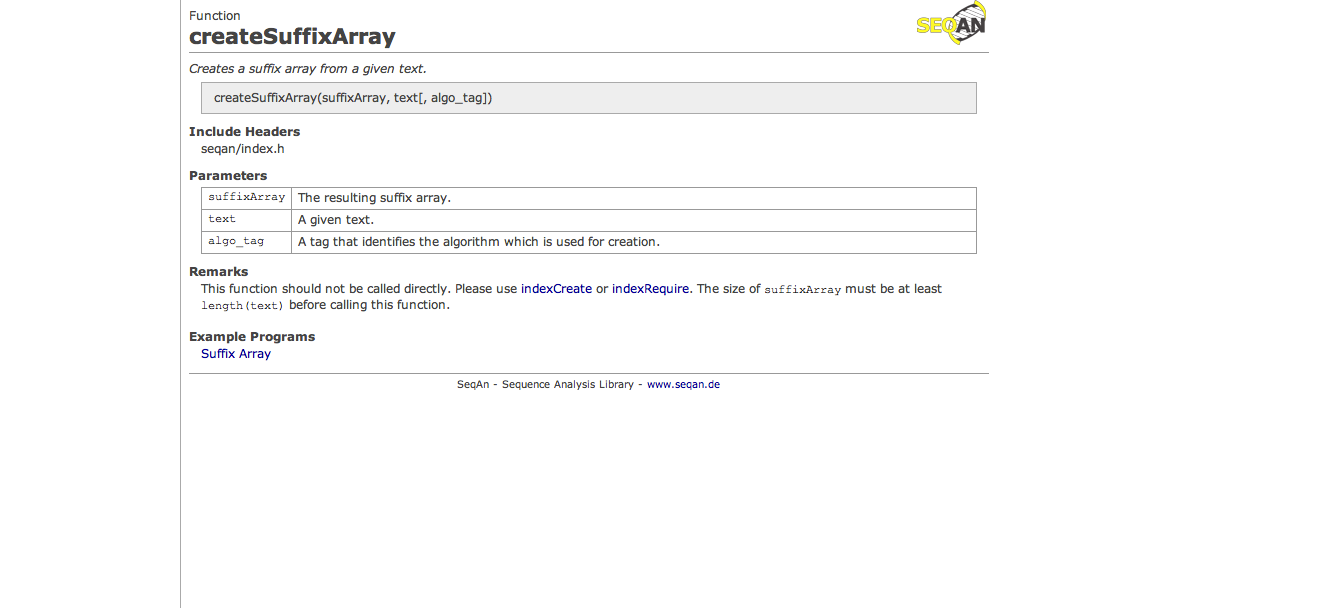 Function
SEQAN
createSuffixArray
Creates a suffix array from a given text.
createSuffixArray(suffixArray, text[, algo_tag])
Include Headers
seqan/index.h
Parameters
suffixArray The resulting suffix array.
text A given text.
algo_tag A tag that identifies the algorithm which is used for creation.
Remarks
This function should not be called directly. Please use indexCreate or indexRequire. The size of suffixArray must be at least
length(text) before calling this function.
Example Programs
Suffix Array
SeqAn - Sequence Analysis Library - www.seqan.de